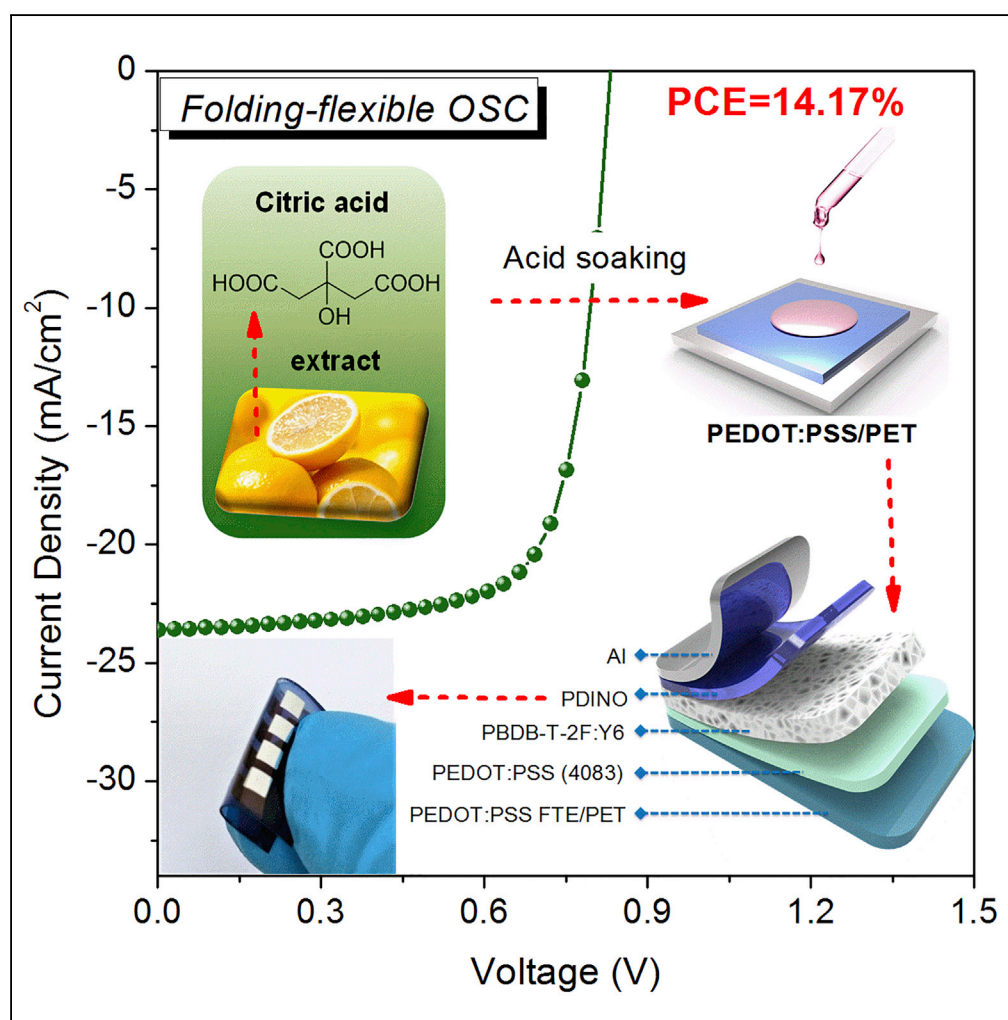 Folding-flexible OSC
PCE=14.17%
Citric acid
COOH
HOOC
COOH
OH
extract
Acid soaking
PEDOT:PSS/PET
Al
PDINO
PBDB-T-2F:Y6
PEDOT:PSS (4083)
PEDOT:PSS FTE/PET
Current Density (mA/cm²)
0
-5
-10
-15
-20
-25
-30
0.0 0.3 0.6 0.9 1.2 1.5
Voltage (V)